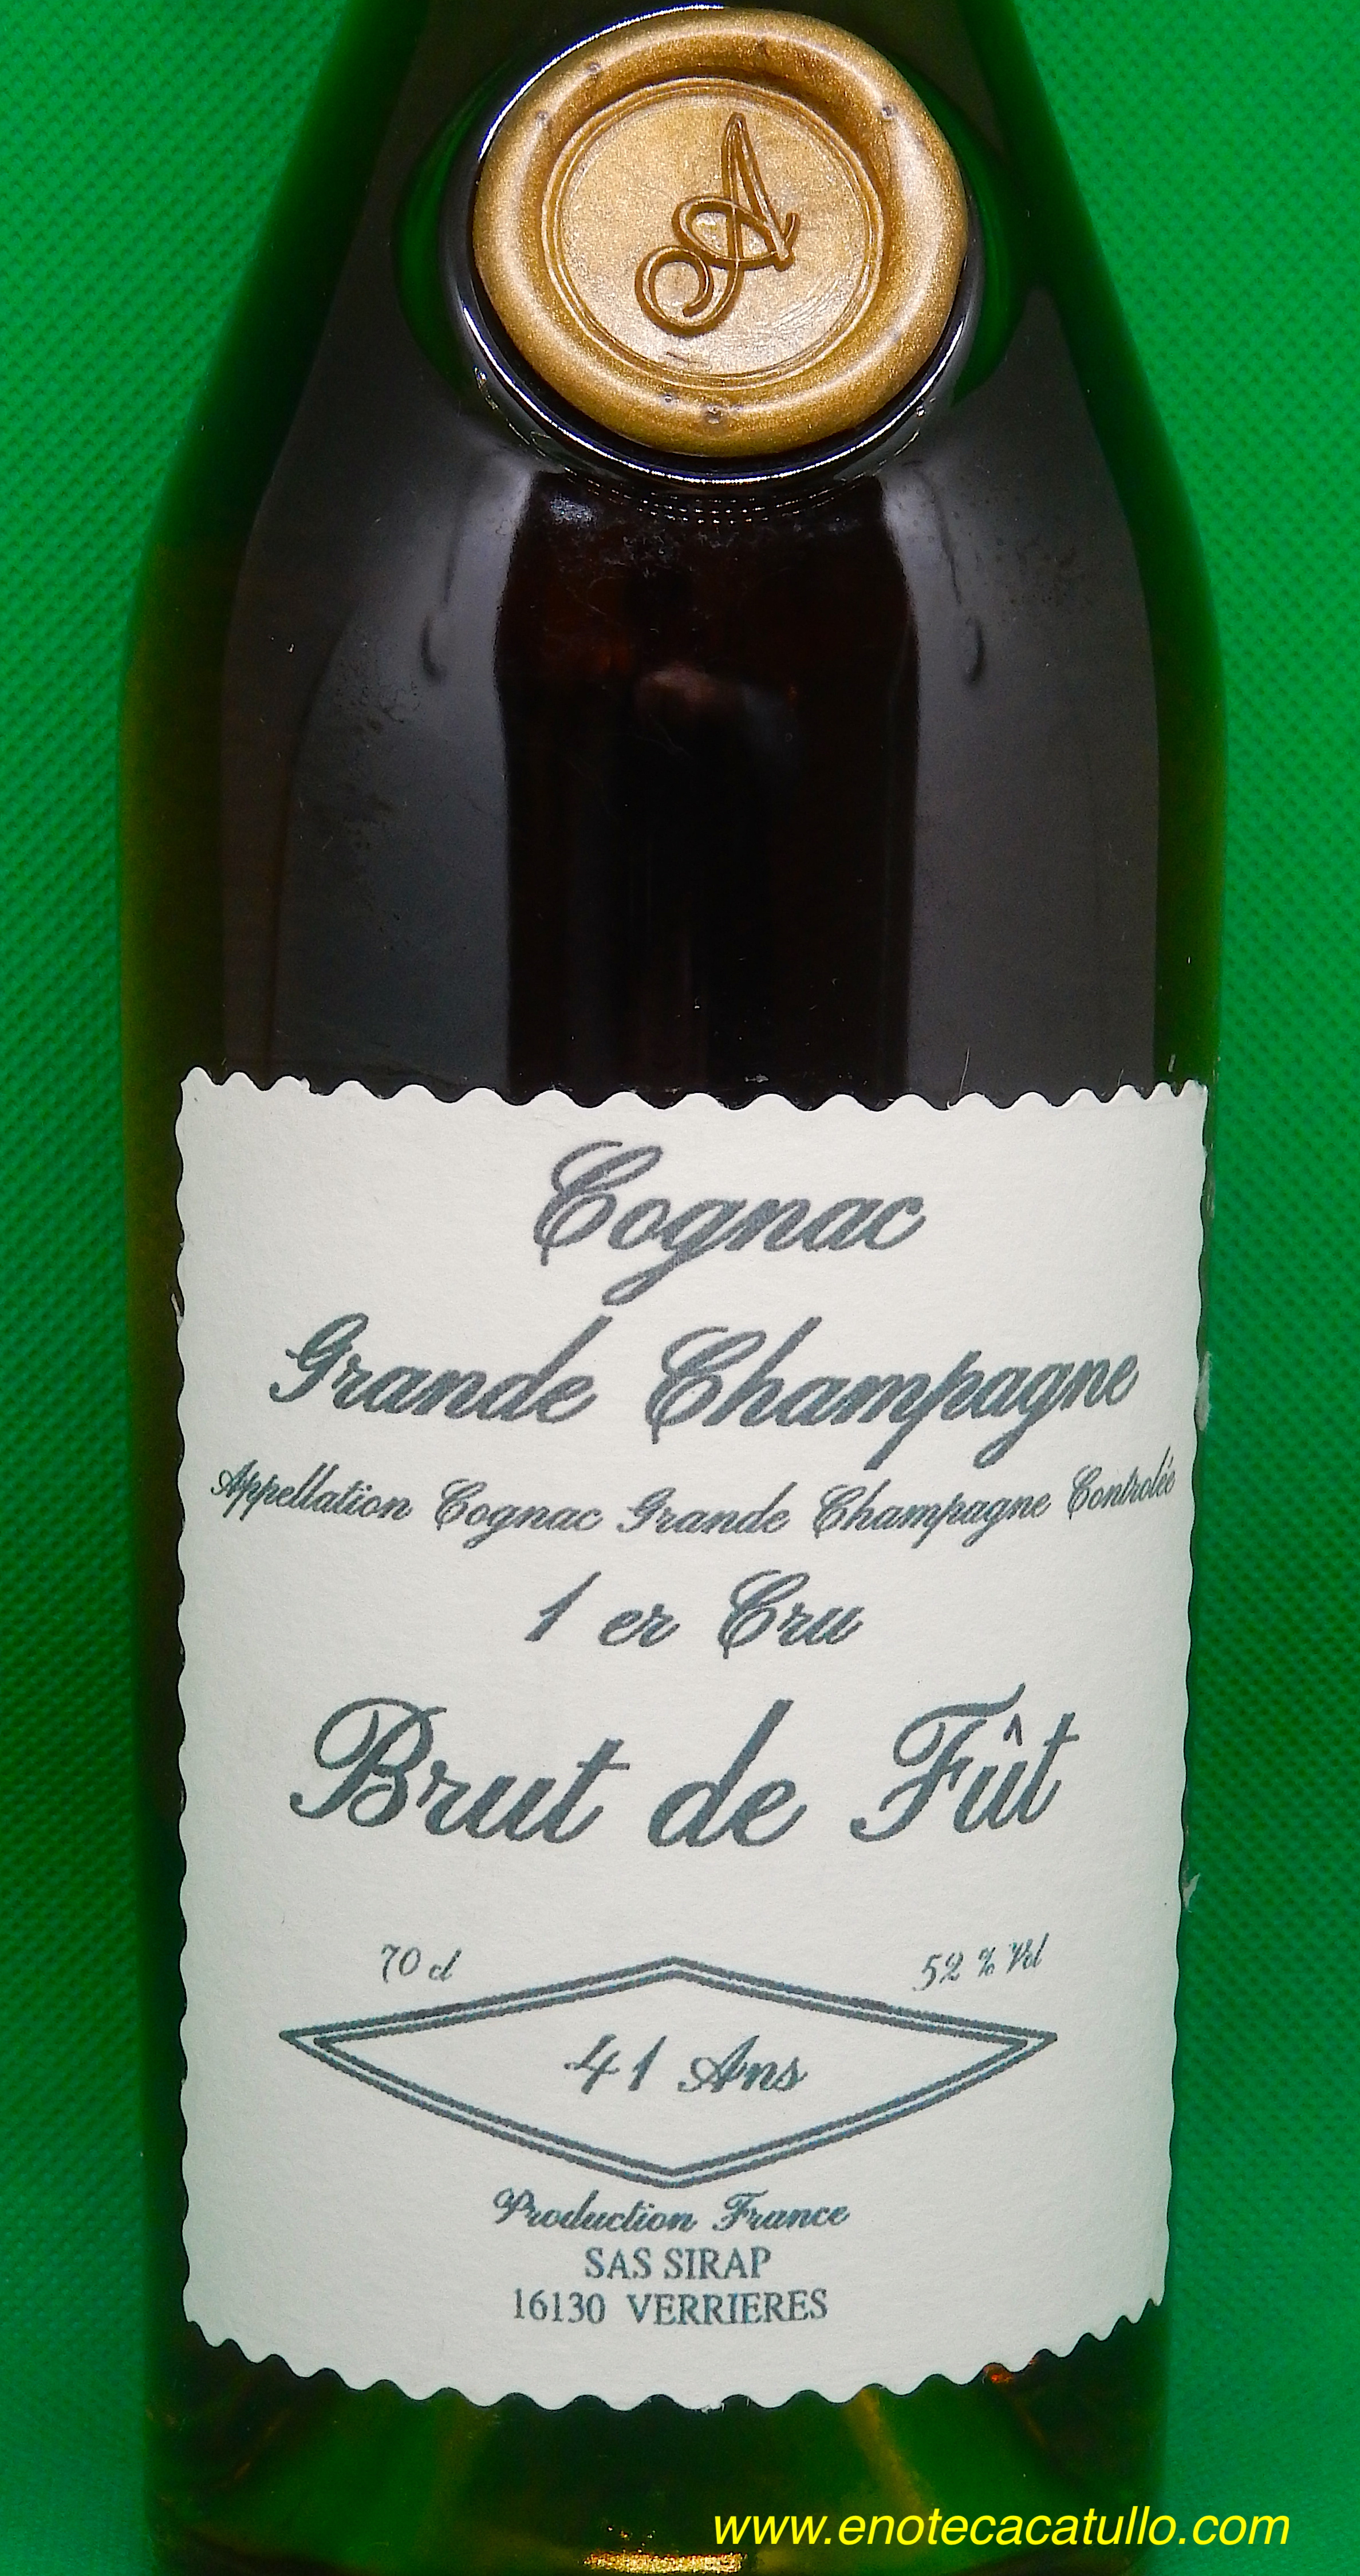 A
Cognac
Grande Champagne
Appellation Cognac Grande Champagne Contrôlée
1 er Cru
Brut de Fût
70 cl 52 % Vol
41 Ans
Production France
SAS SIRAP
16130 VERRIERES
www.enotecacatullo.com